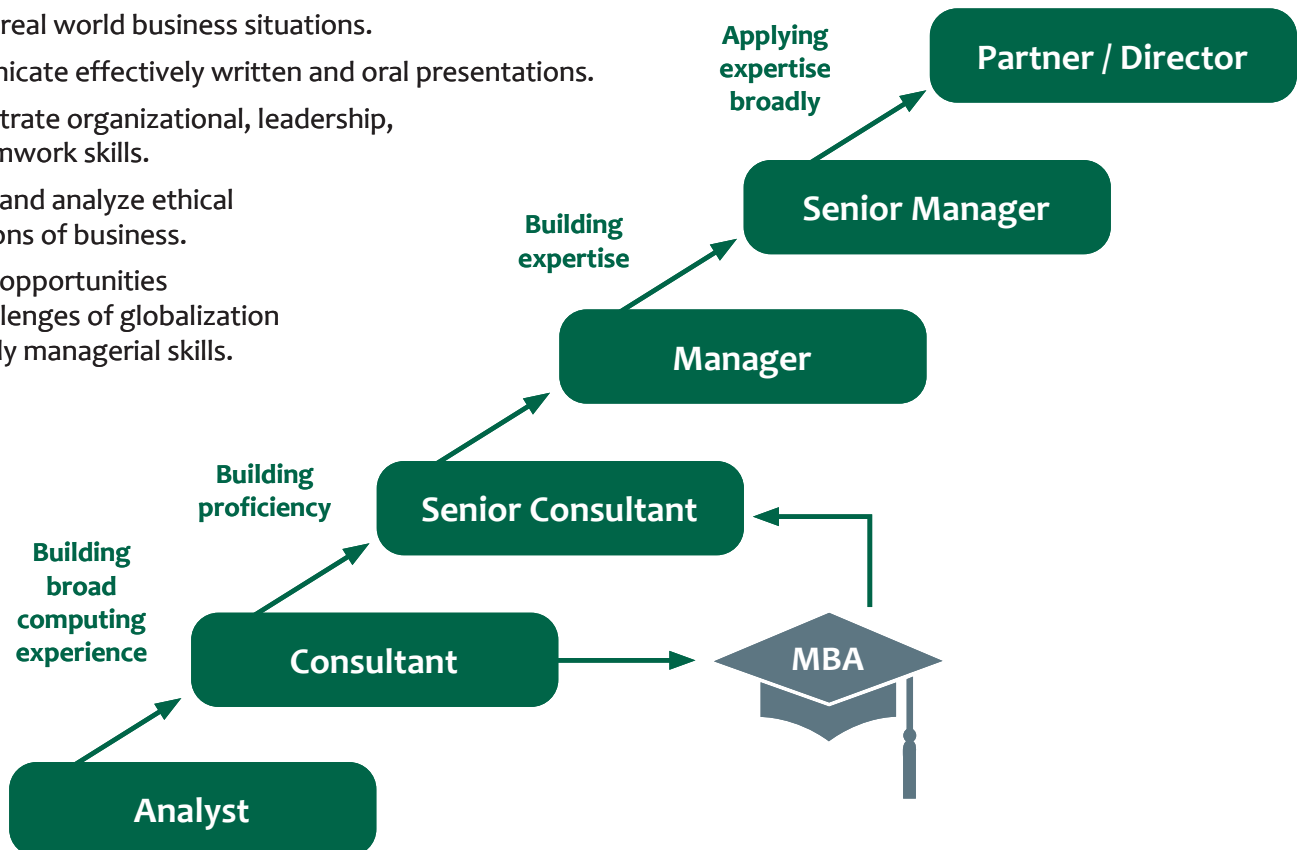 real world business situations.
nicate effectively written and oral presentations.
trate organizational, leadership,
mwork skills.
and analyze ethical
ons of business.
opportunities
llenges of globalization
ly managerial skills.
Applying
expertise
broadly
Partner / Director
Senior Manager
Building
expertise
Manager
Building
proficiency
Senior Consultant
Building
broad
computing
experience
Consultant
MBA
Analyst